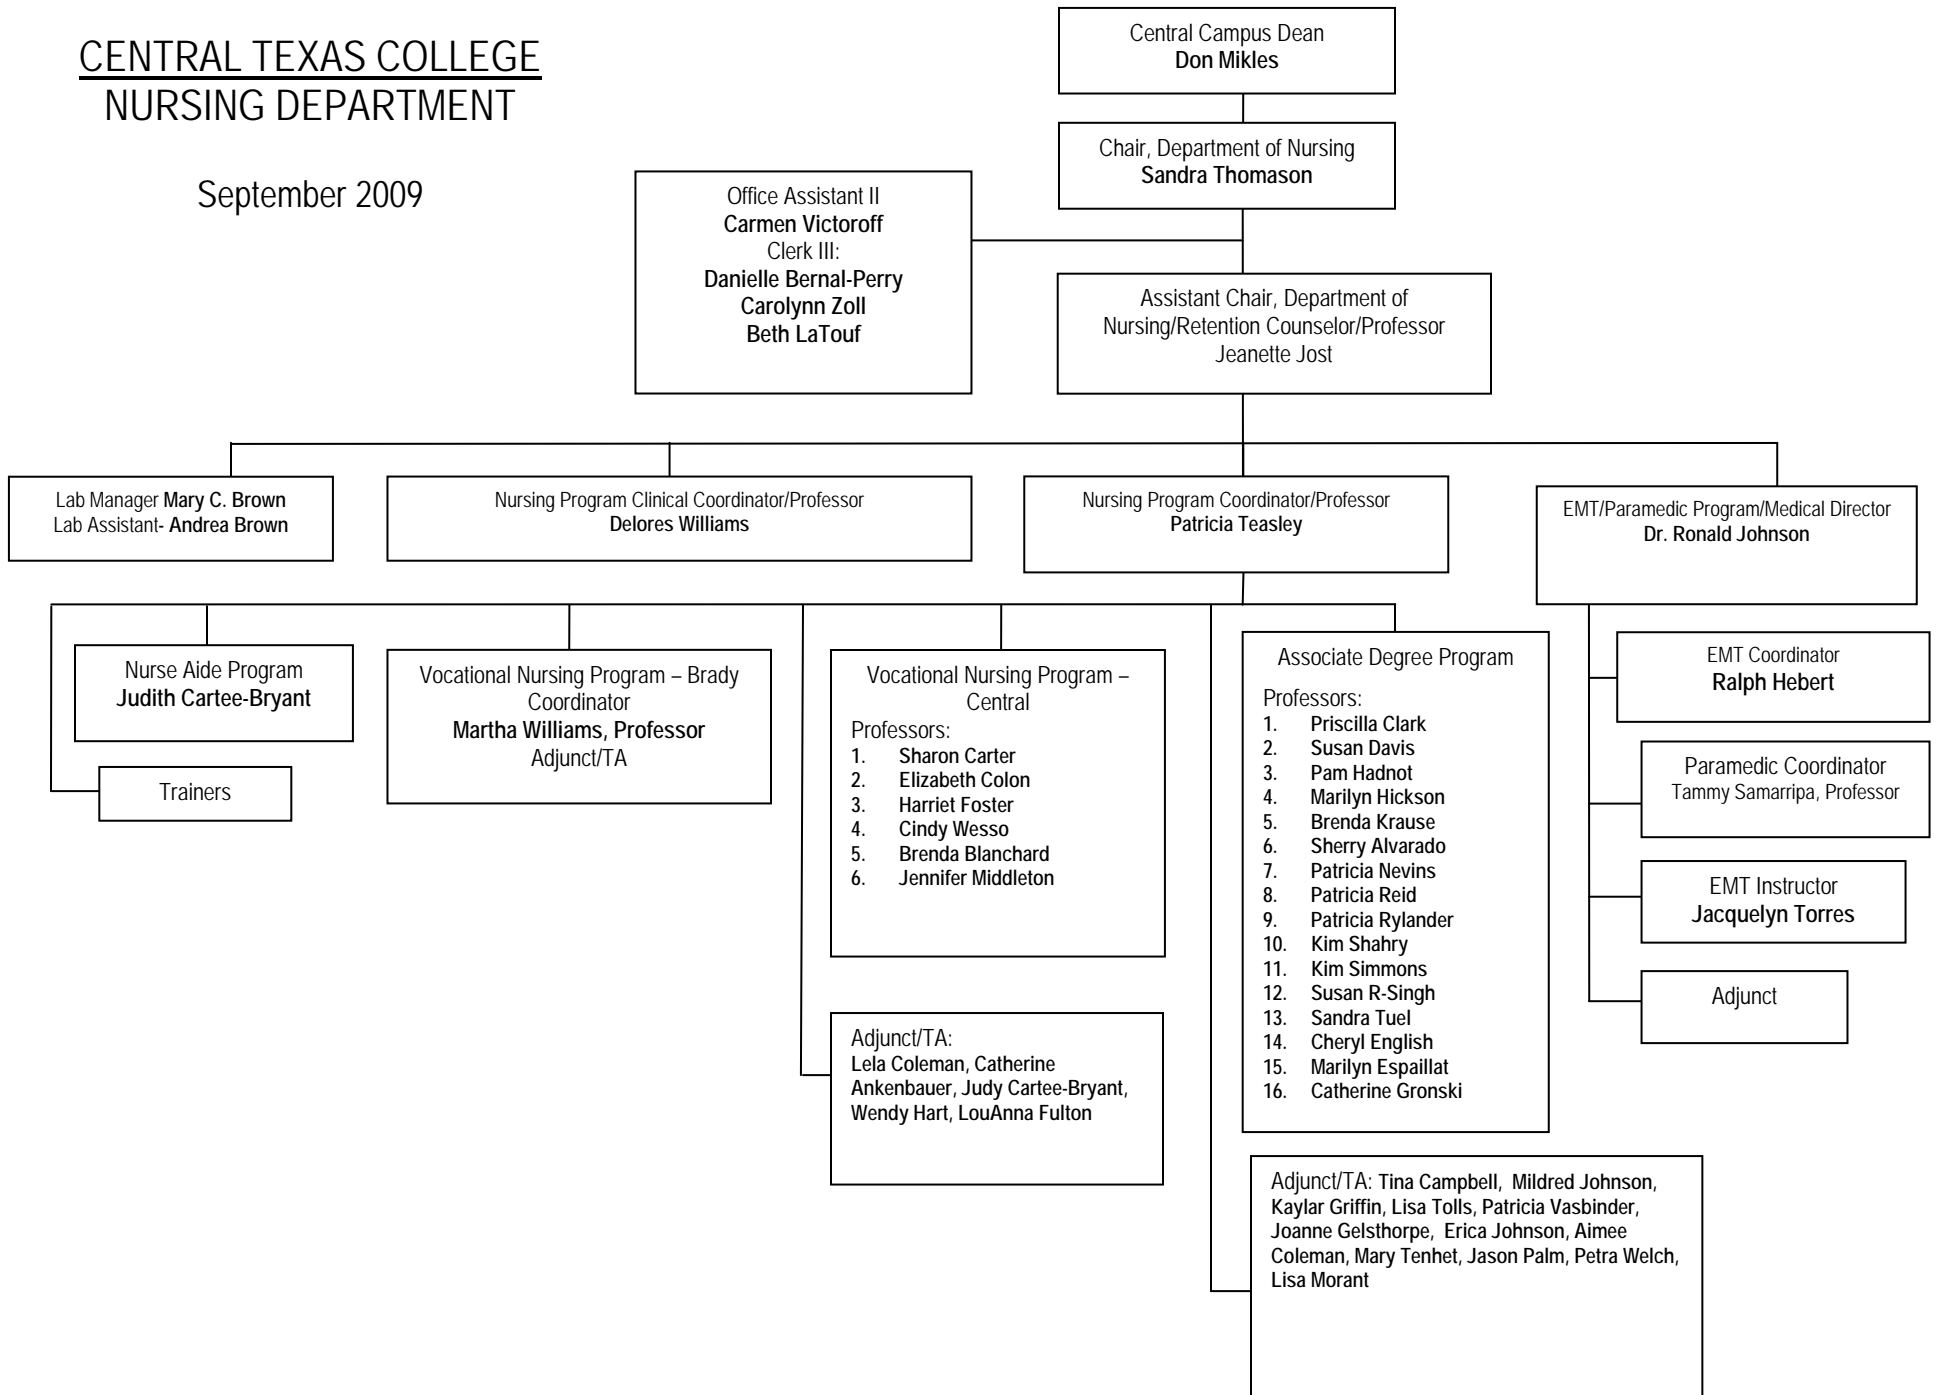 CENTRAL TEXAS COLLEGE
NURSING DEPARTMENT
September 2009
Central Campus Dean
Don Mikles
Chair, Department of Nursing
Sandra Thomason
Office Assistant II
Carmen Victoroff
Clerk III:
Danielle Bernal-Perry
Carolynn Zoll
Beth LaTouf
Assistant Chair, Department of
Nursing/Retention Counselor/Professor
Jeanette Jost
Lab Manager Mary C. Brown
Lab Assistant- Andrea Brown
Nursing Program Clinical Coordinator/Professor
Delores Williams
Nursing Program Coordinator/Professor
Patricia Teasley
EMT/Paramedic Program/Medical Director
Dr. Ronald Johnson
Nurse Aide Program
Judith Cartee-Bryant
Trainers
Vocational Nursing Program – Brady
Coordinator
Martha Williams, Professor
Adjunct/TA
Vocational Nursing Program –
Central
Professors:
1. Sharon Carter
2. Elizabeth Colon
3. Harriet Foster
4. Cindy Wesso
5. Brenda Blanchard
6. Jennifer Middleton
Adjunct/TA:
Lela Coleman, Catherine
Ankenbauer, Judy Cartee-Bryant,
Wendy Hart, LouAnna Fulton
Associate Degree Program
Professors:
1. Priscilla Clark
2. Susan Davis
3. Pam Hadnot
4. Marilyn Hickson
5. Brenda Krause
6. Sherry Alvarado
7. Patricia Nevins
8. Patricia Reid
9. Patricia Rylander
10. Kim Shahry
11. Kim Simmons
12. Susan R-Singh
13. Sandra Tuel
14. Cheryl English
15. Marilyn Espaillat
16. Catherine Gronski
Adjunct/TA: Tina Campbell, Mildred Johnson,
Kaylar Griffin, Lisa Tolls, Patricia Vasbinder,
Joanne Gelsthorpe, Erica Johnson, Aimee
Coleman, Mary Tenhet, Jason Palm, Petra Welch,
Lisa Morant
EMT Coordinator
Ralph Hebert
Paramedic Coordinator
Tammy Samarripa, Professor
EMT Instructor
Jacquelyn Torres
Adjunct